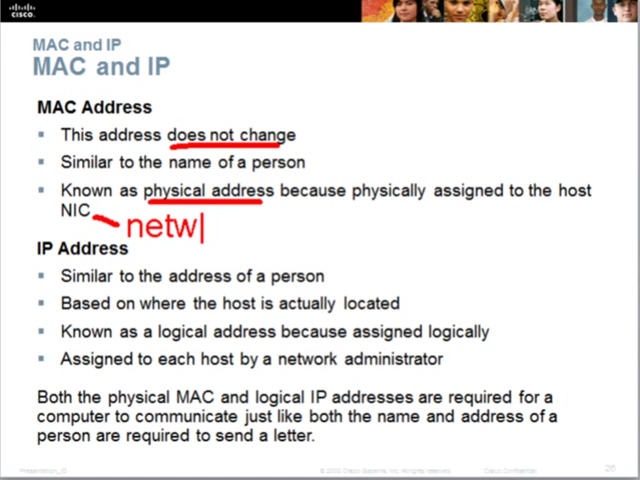 CISCO
MAC and IP
MAC and IP
MAC Address
This address does not change
Similar to the name of a person
Known as physical address because physically assigned to the host
NIC
netw
IP Address
Similar to the address of a person
Based on where the host is actually located
Known as a logical address because assigned logically
Assigned to each host by a network administrator
Both the physical MAC and logical IP addresses are required for a
computer to communicate just like both the name and address of a
person are required to send a letter.
Presentation_ID © 2008 Cisco Systems, Inc. All rights reserved. Cisco Confidential 26